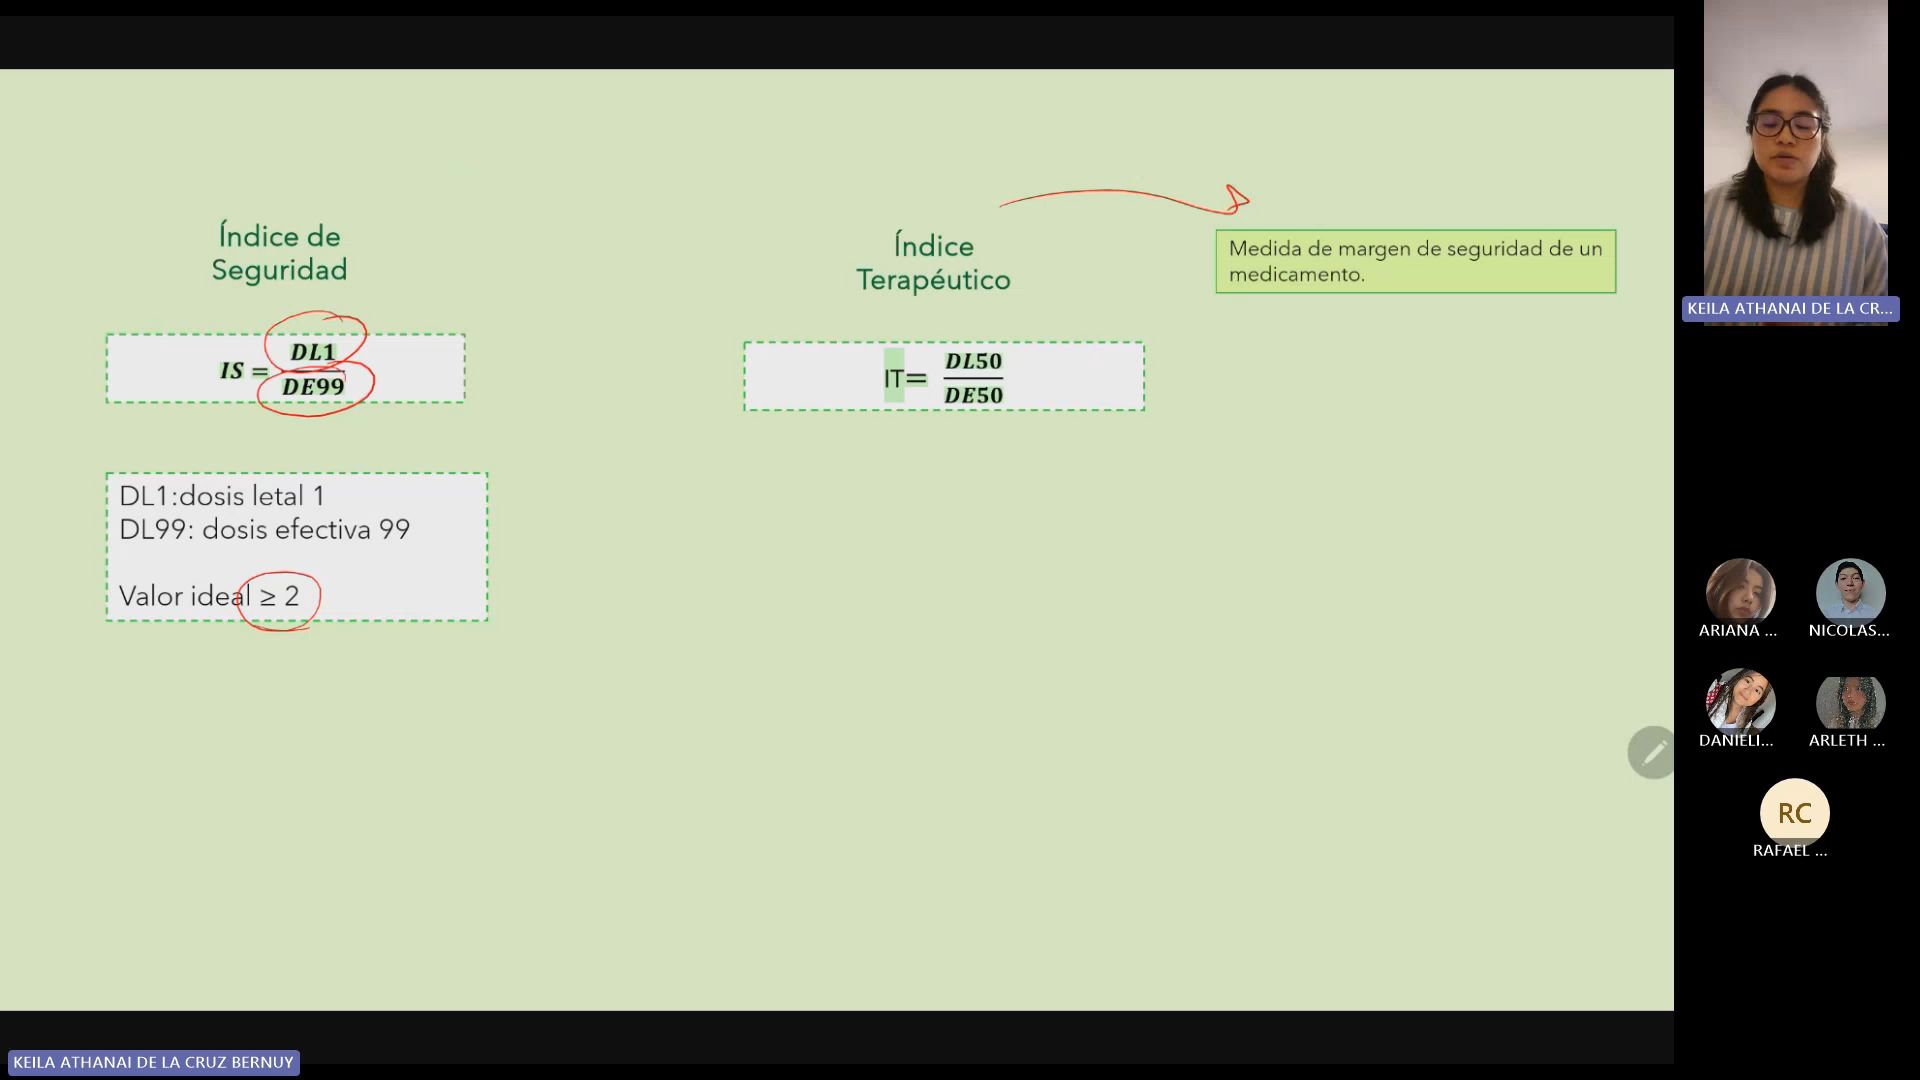 Índice de
Seguridad
IS = DL1
DE99
DL1:dosis letal 1
DL99: dosis efectiva 99
Valor ideal ≥ 2
Índice
Terapéutico
IT= DL50
DE50
Medida de margen de seguridad de un
medicamento.
KEILA ATHANAI DE LA CR...
ARIANA ...
NICOLAS...
DANIELI...
ARLETH ...
RC
RAFAEL ...
KEILA ATHANAI DE LA CRUZ BERNUY